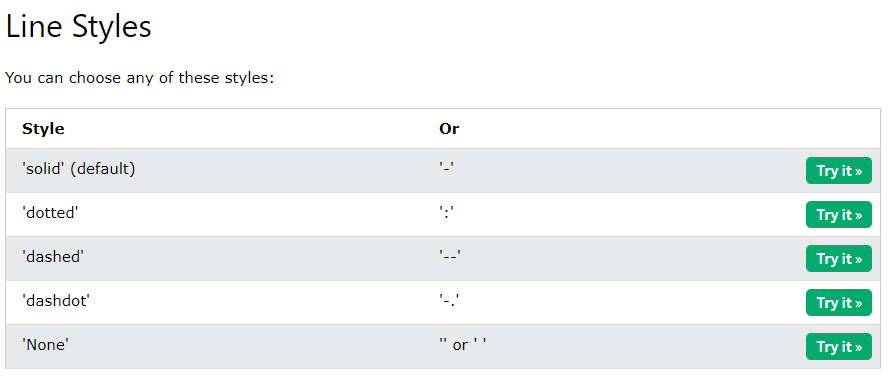 Line Styles
You can choose any of these styles:
Style Or
'solid' (default) '-' Try it »
'dotted' ':' Try it »
'dashed' '--' Try it »
'dashdot' '-.' Try it »
'None' '' or ' ' Try it »